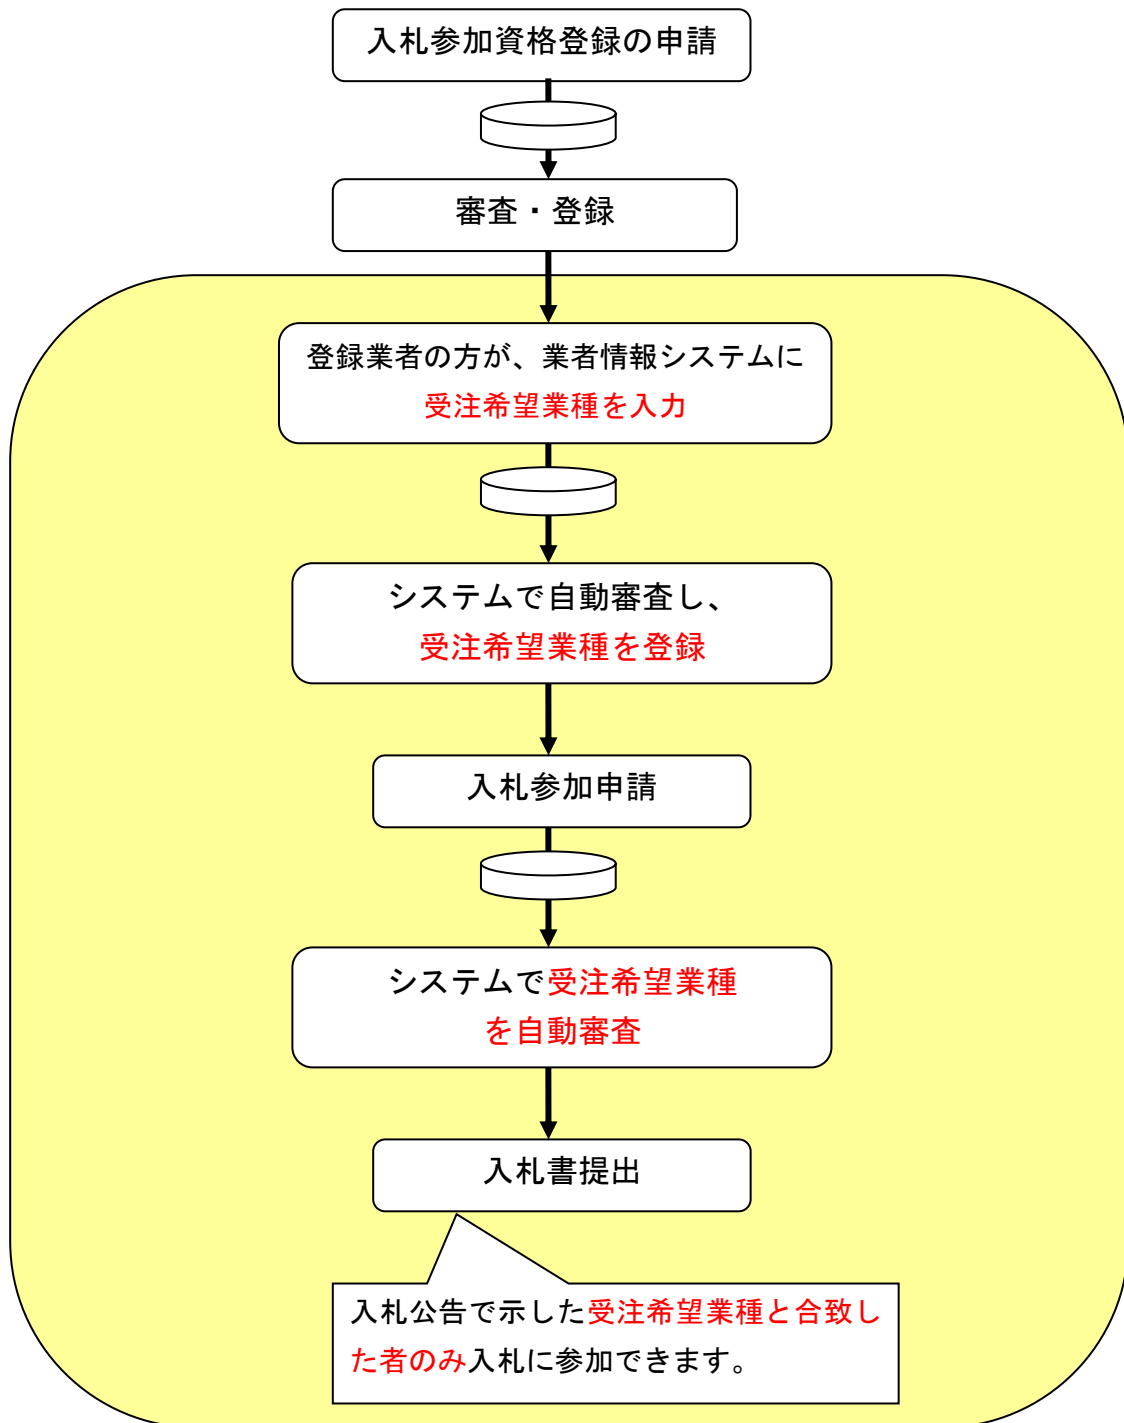 入札参加資格登録の申請
審査・登録
登録業者の方が、業者情報システムに
受注希望業種を入力
システムで自動審査し、
受注希望業種を登録
入札参加申請
システムで受注希望業種
を自動審査
入札書提出
入札公告で示した受注希望業種と合致し
た者のみ入札に参加できます。